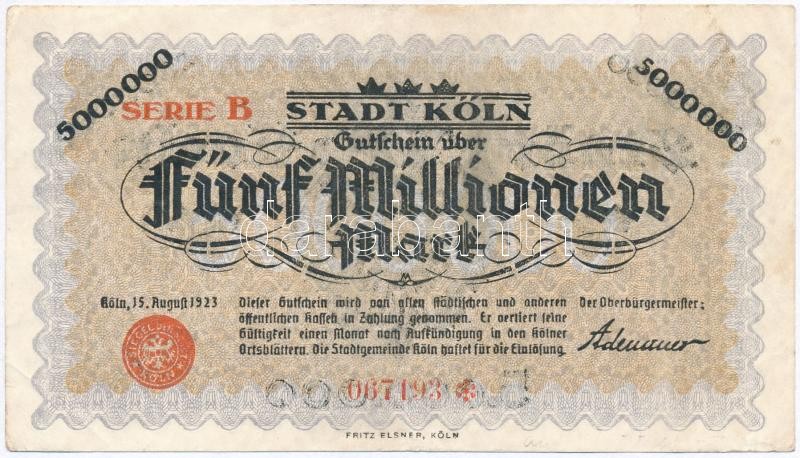 5000000
5000000
SERIE B
STADT KÖLN
Gutschein über
Fünf Millionen
Mark
darabanth
Köln, 15. August 1923
Dieser Gutschein wird von allen städtischen und anderen
öffentlichen Kassen in Zahlung genommen. Er verliert seine
Gültigkeit einen Monat nach Aufkündigung in den Kölner
Ortsblättern. Die Stadtgemeinde Köln haftet für die Einlösung.
Der Oberbürgermeister:
Adenauer
067493
FRITZ ELSNER, KÖLN